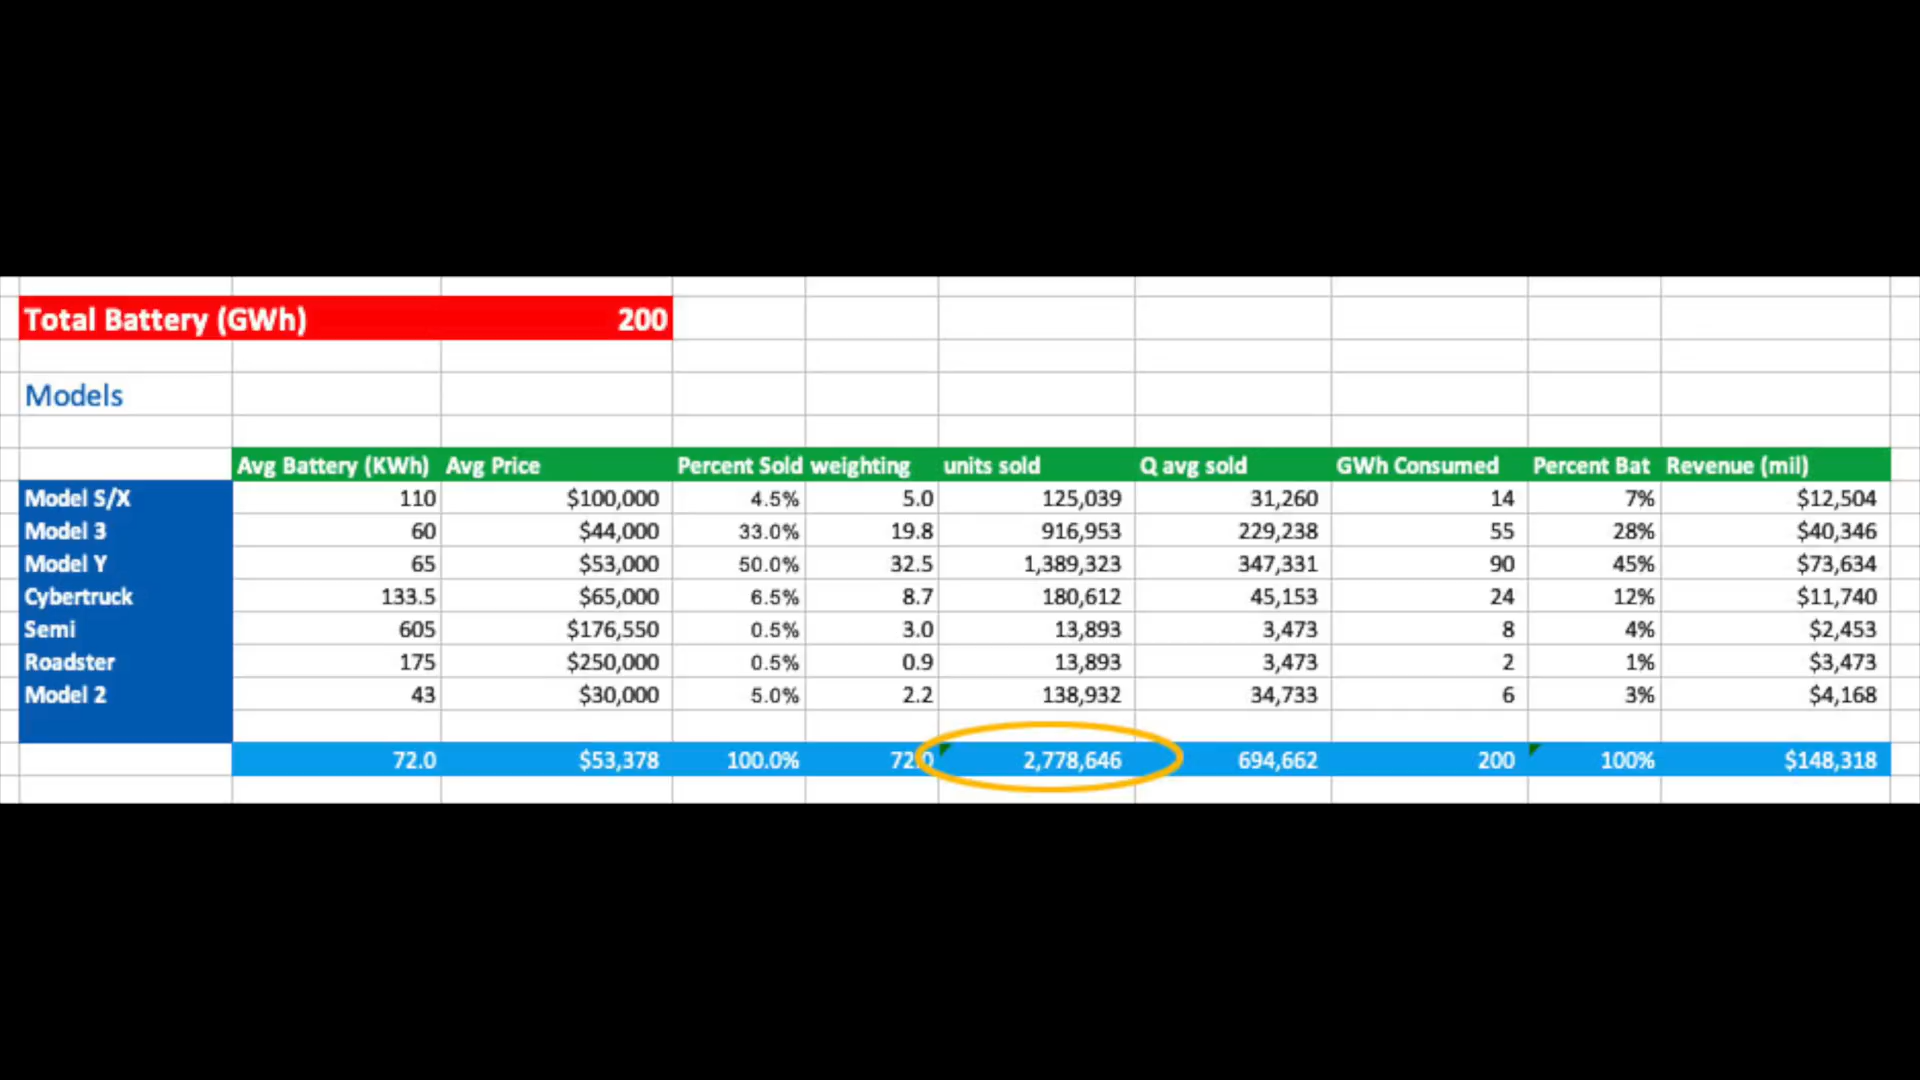 Total Battery (GWh) 200
Models
Avg Battery (KWh) Avg Price Percent Sold weighting units sold Q avg sold GWh Consumed Percent Bat Revenue (mil)
Model S/X 110 $100,000 4.5% 5.0 125,039 31,260 14 7% $12,504
Model 3 60 $44,000 33.0% 19.8 916,953 229,238 55 28% $40,346
Model Y 65 $53,000 50.0% 32.5 1,389,323 347,331 90 45% $73,634
Cybertruck 133.5 $65,000 6.5% 8.7 180,612 45,153 24 12% $11,740
Semi 605 $176,550 0.5% 3.0 13,893 3,473 8 4% $2,453
Roadster 175 $250,000 0.5% 0.9 13,893 3,473 2 1% $3,473
Model 2 43 $30,000 5.0% 2.2 138,932 34,733 6 3% $4,168
72.0 $53,378 100.0% 72.0 2,778,646 694,662 200 100% $148,318